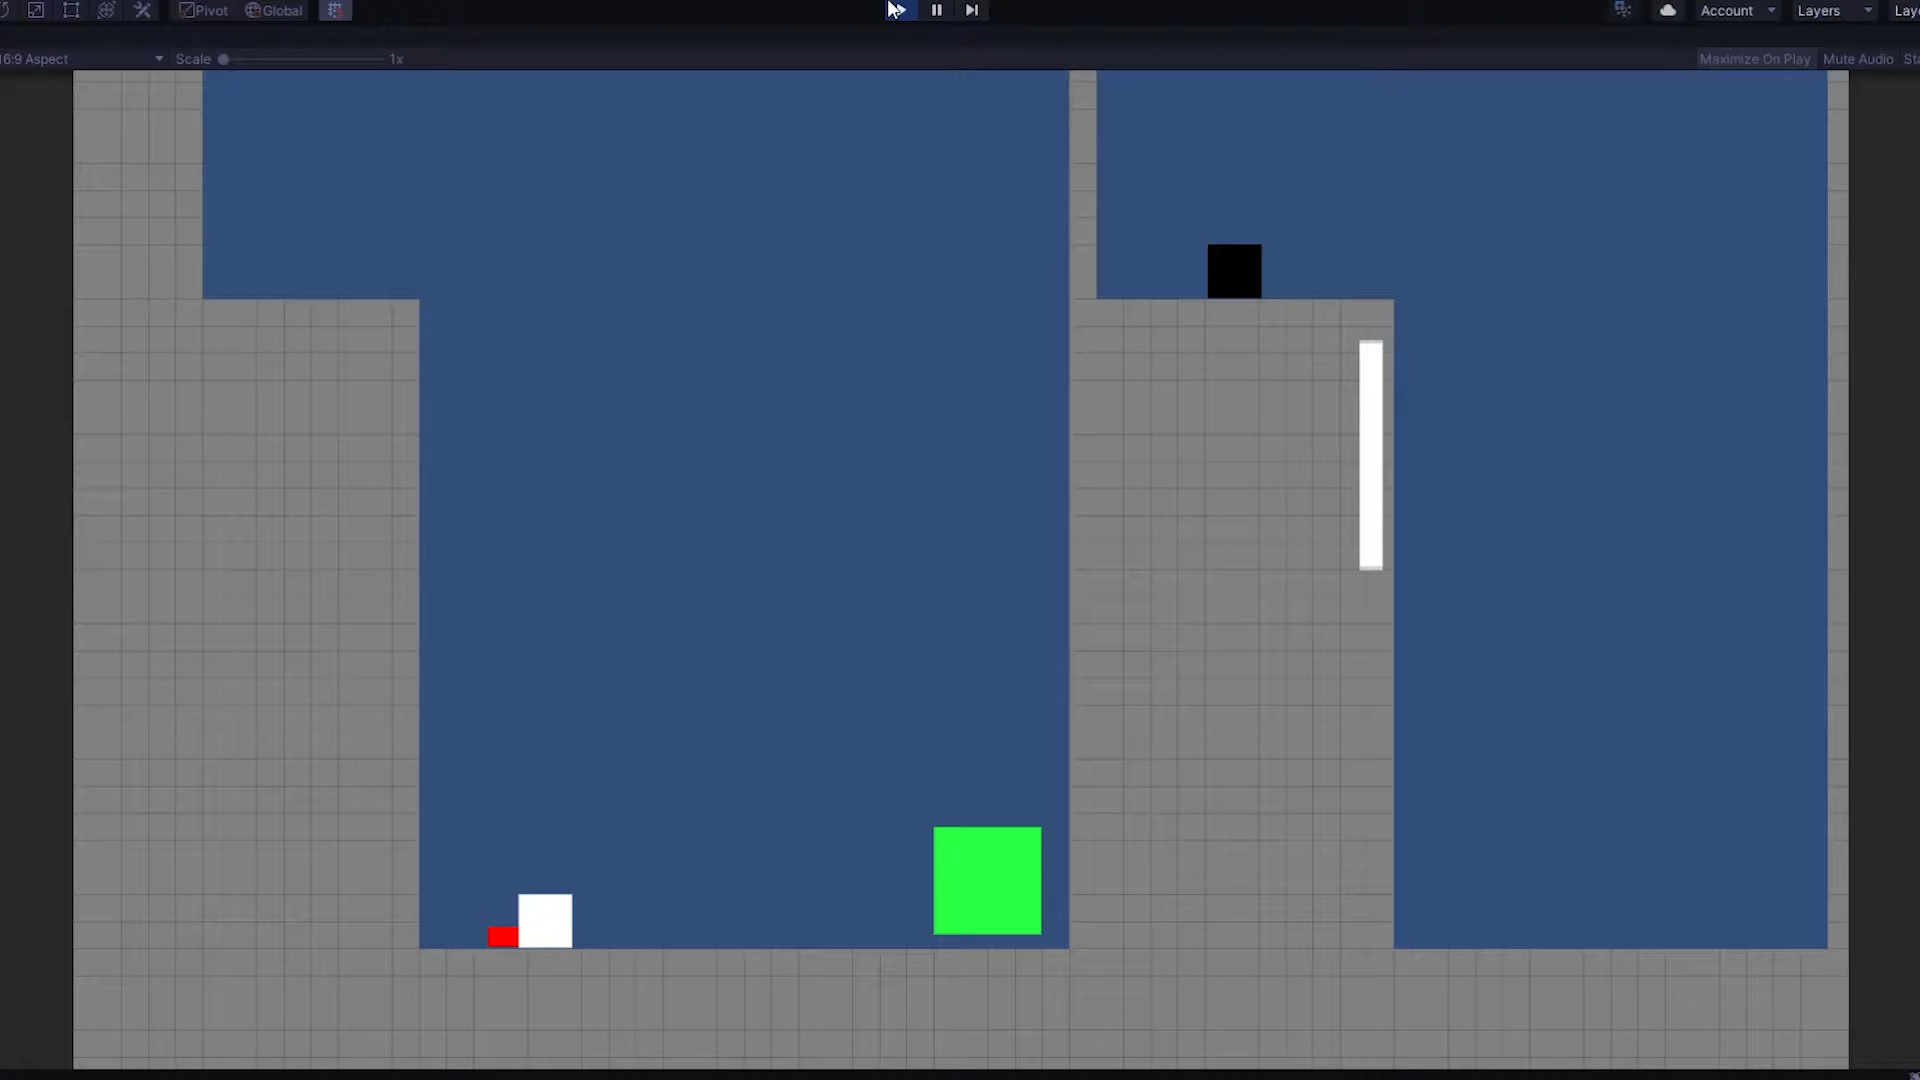 Pivot Global Account Layers
16:9 Aspect Scale 1x Maximize On Play Mute Audio